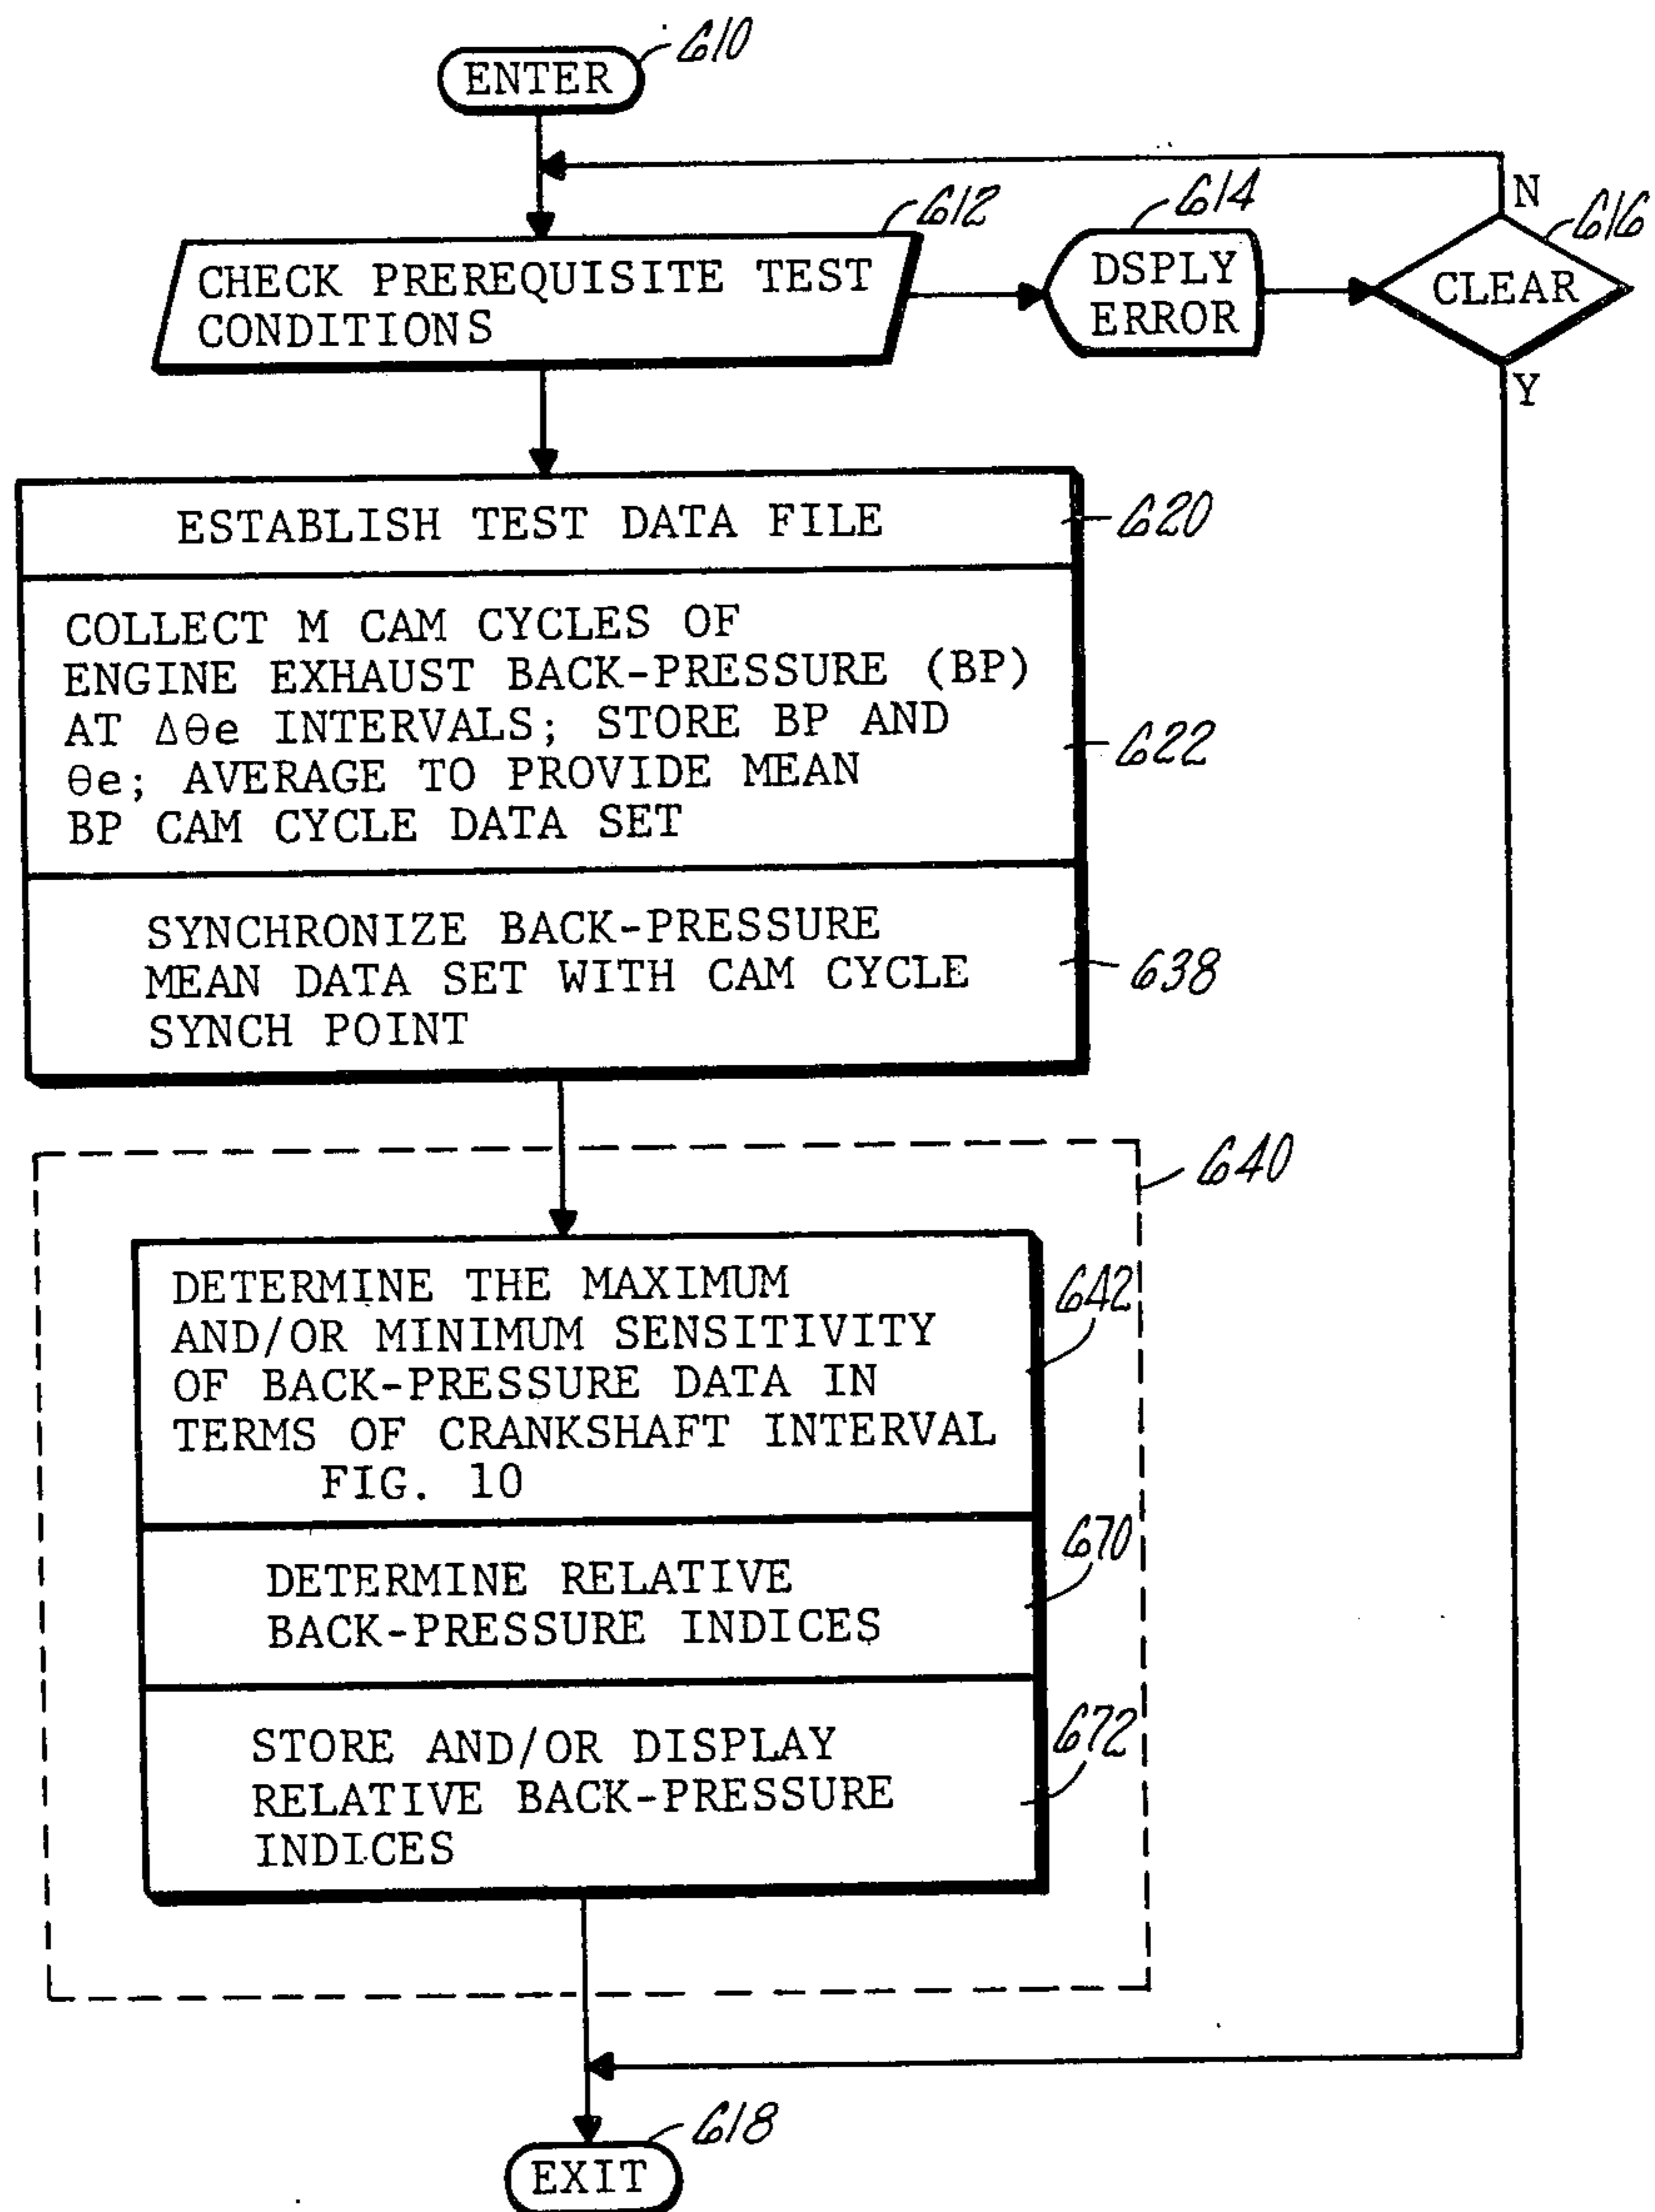 ENTER
610
612
CHECK PREREQUISITE TEST
CONDITIONS
614
DSPLY
ERROR
N
616
CLEAR
Y
ESTABLISH TEST DATA FILE
620
COLLECT M CAM CYCLES OF
ENGINE EXHAUST BACK-PRESSURE (BP)
AT Δθe INTERVALS; STORE BP AND
θe; AVERAGE TO PROVIDE MEAN
BP CAM CYCLE DATA SET
622
SYNCHRONIZE BACK-PRESSURE
MEAN DATA SET WITH CAM CYCLE
SYNCH POINT
638
640
DETERMINE THE MAXIMUM
AND/OR MINIMUM SENSITIVITY
OF BACK-PRESSURE DATA IN
TERMS OF CRANKSHAFT INTERVAL
FIG. 10
642
DETERMINE RELATIVE
BACK-PRESSURE INDICES
670
STORE AND/OR DISPLAY
RELATIVE BACK-PRESSURE
INDICES
672
618
EXIT